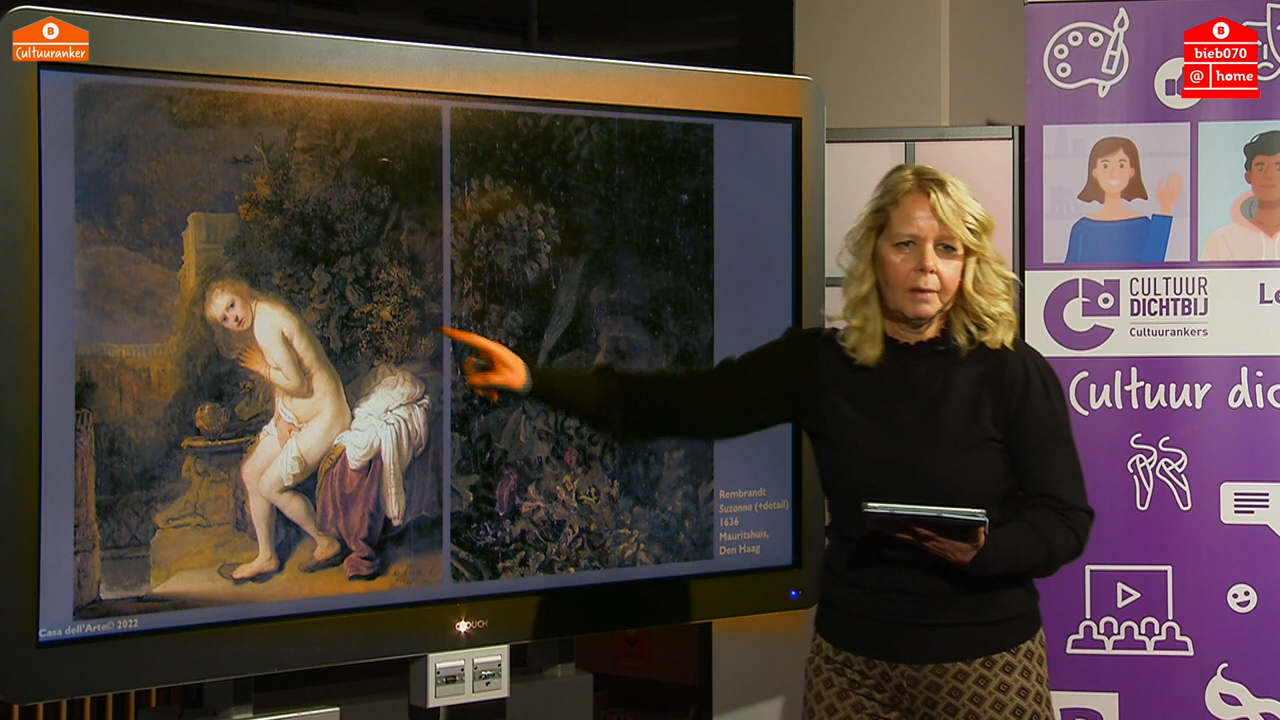 B
Cultuuranker
B
bieb070
@ home
CULTUUR
DICHTBIJ
Cultuurankers
Le
Cultuur dic
Rembrandt
Suzanna (+detail)
1636
Mauritshuis,
Den Haag
Casa dell'Arte© 2022